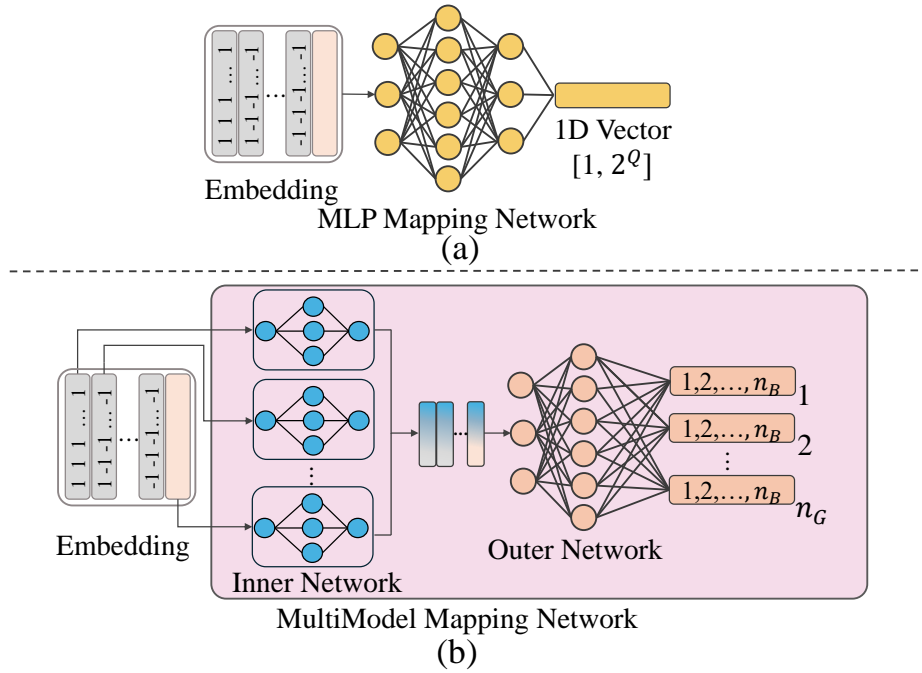 1 1 1 ... 1
1 -1 -1 ... -1
...
-1 -1 -1... -1
Embedding
1D Vector
[1, 2^Q]
MLP Mapping Network
(a)
1 1 1 ... 1
1 -1 -1 ... -1
...
-1 -1 -1... -1
Embedding
...
Inner Network
...
Outer Network
1,2,...,n_B 1
1,2,...,n_B 2
...
1,2,...,n_B n_G
MultiModel Mapping Network
(b)